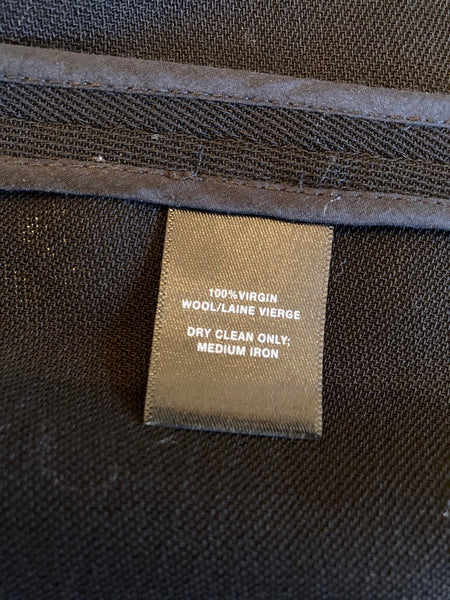 100%VIRGIN
WOOL/LAINE VIERGE
DRY CLEAN ONLY;
MEDIUM IRON